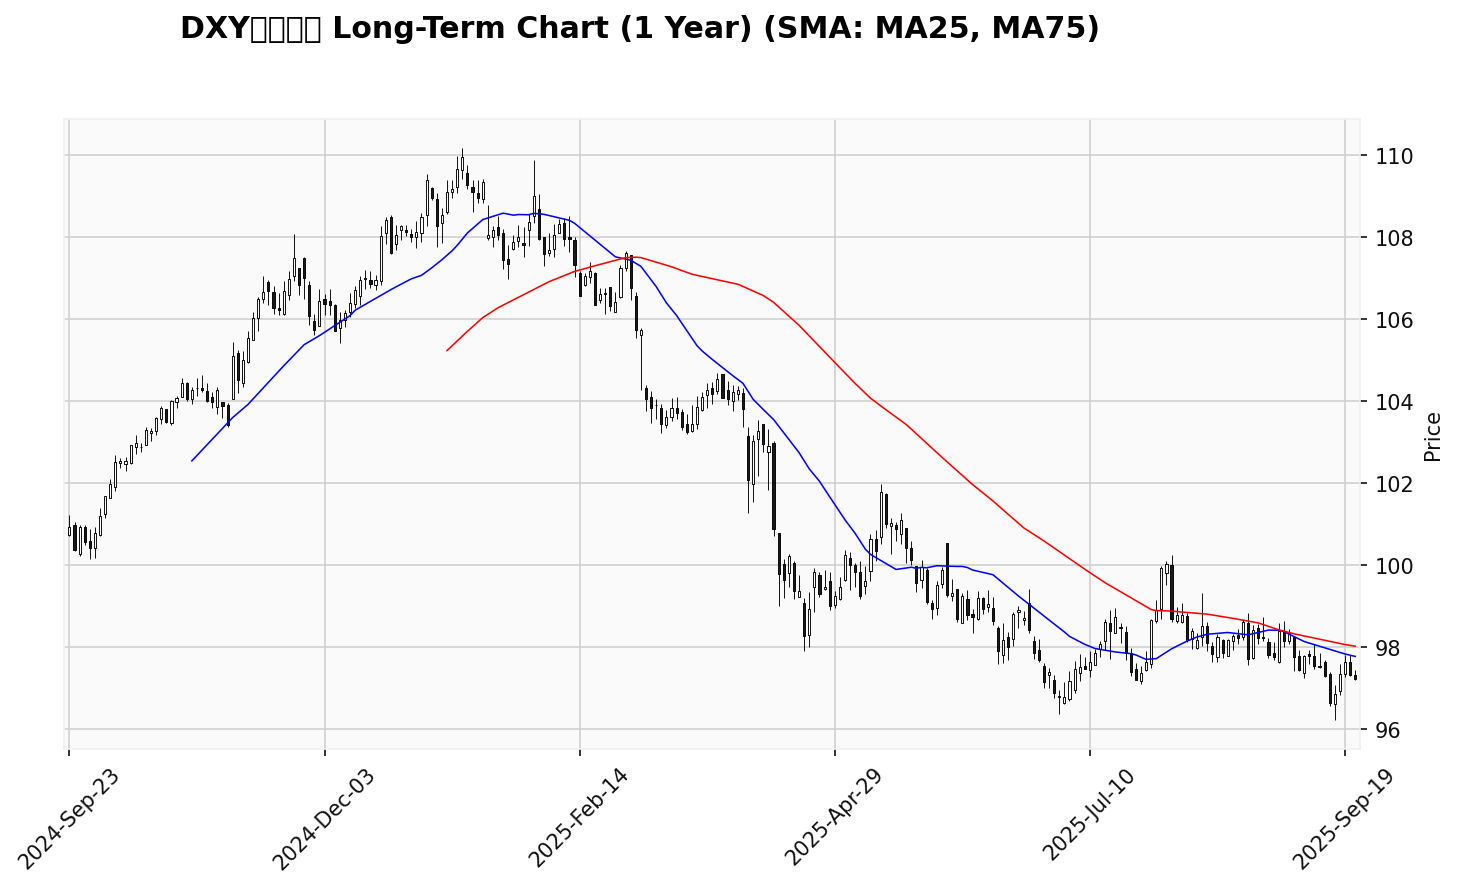 DXY Long-Term Chart (1 Year) (SMA: MA25, MA75)
110
108
106
104
102
100
98
96
Price
2024-Sep-23
2024-Dec-03
2025-Feb-14
2025-Apr-29
2025-Jul-10
2025-Sep-19